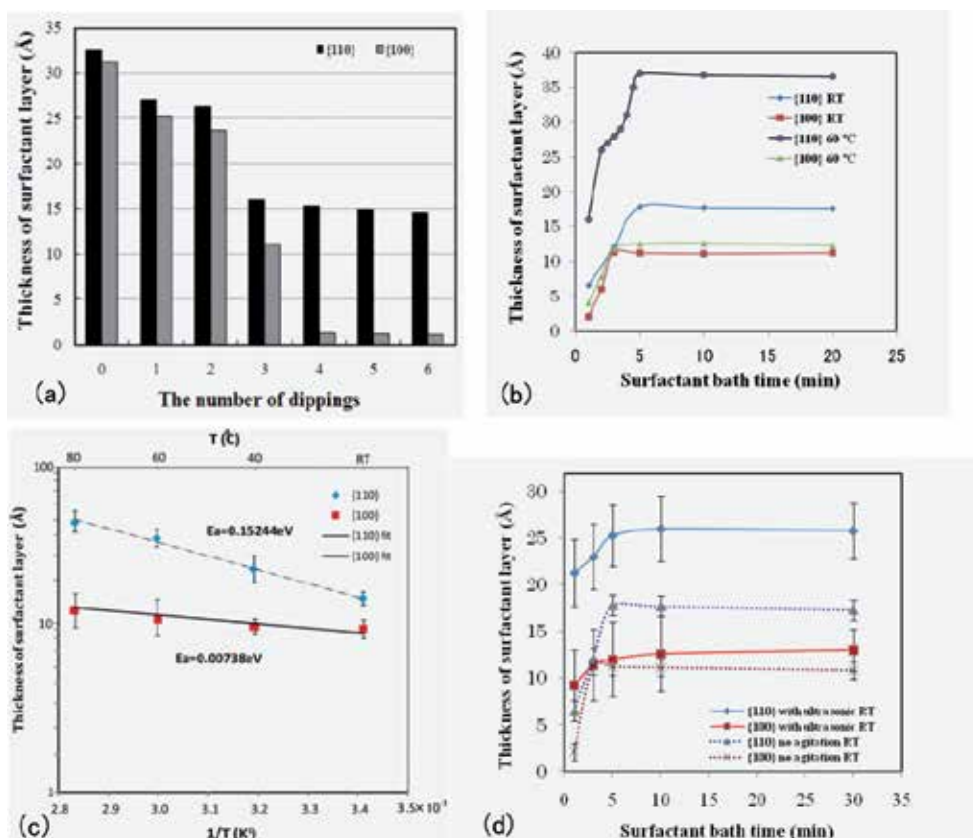 Thickness of surfactant layer (Å)
35
30
25
20
15
10
5
0
{110} {100}
0 1 2 3 4 5 6
The number of dippings
(a)
Thickness of surfactant layer (Å)
40
35
30
25
20
15
10
5
0
{110} RT
{100} RT
{110} 60 ℃
{100} 60 ℃
0 5 10 15 20 25
Surfactant bath time (min)
(b)
T (℃)
80 60 40 RT
Thickness of surfactant layer (Å)
100
10
1
{110}
{100}
{110} fit
{100} fit
Ea=0.15244eV
Ea=0.00738eV
2.8 2.9 3.0 3.1 3.2 3.3 3.4 3.5×10⁻³
1/T (K¹)
(c)
Thickness of surfactant layer (Å)
30
25
20
15
10
5
0
{110} with ultrasonic RT
{100} with ultrasonic RT
{110} no agitation RT
{100} no agitation RT
0 5 10 15 20 25 30 35
Surfactant bath time (min)
(d)